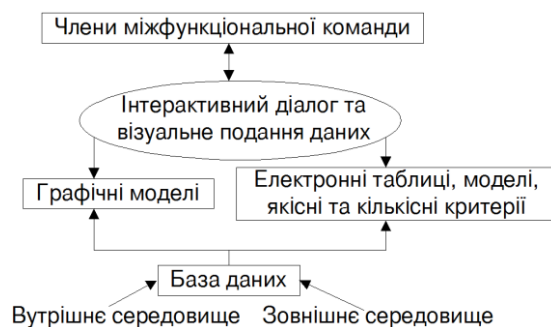 Члени міжфункціональної команди
Інтерактивний діалог та
візуальне подання даних
Графічні моделі
Електронні таблиці, моделі,
якісні та кількісні критерії
База даних
Вутрішнє середовище
Зовнішнє середовище